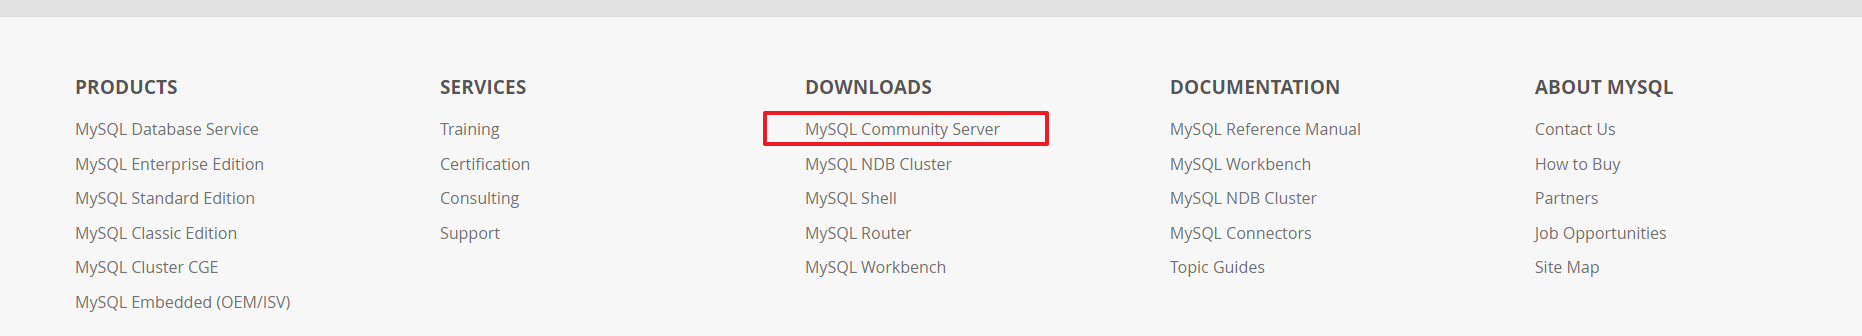 PRODUCTS
MySQL Database Service
MySQL Enterprise Edition
MySQL Standard Edition
MySQL Classic Edition
MySQL Cluster CGE
MySQL Embedded (OEM/ISV)
SERVICES
Training
Certification
Consulting
Support
DOWNLOADS
MySQL Community Server
MySQL NDB Cluster
MySQL Shell
MySQL Router
MySQL Workbench
DOCUMENTATION
MySQL Reference Manual
MySQL Workbench
MySQL NDB Cluster
MySQL Connectors
Topic Guides
ABOUT MYSQL
Contact Us
How to Buy
Partners
Job Opportunities
Site Map